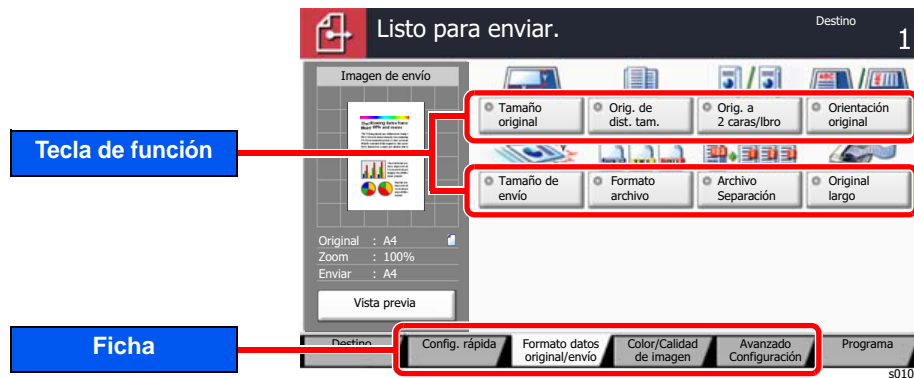 Listo para enviar.
Destino
1
Imagen de envío
Tamaño original
Orig. de dist. tam.
Orig. a 2 caras/lbro
Orientación original
Tecla de función
Tamaño de envío
Formato archivo
Archivo Separación
Original largo
Original : A4
Zoom : 100%
Enviar : A4
Vista previa
Ficha
Destino
Config. rápida
Formato datos original/envío
Color/Calidad de imagen
Avanzado Configuración
Programa
s010